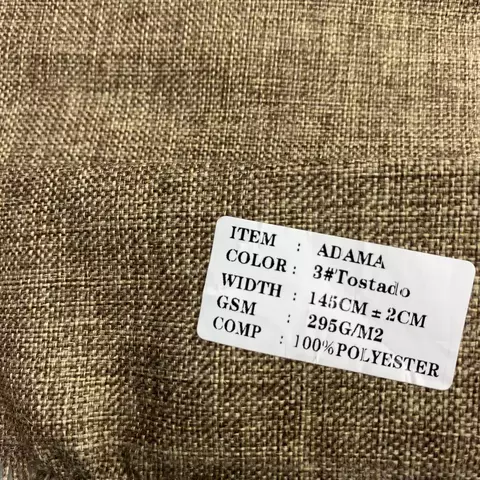 ITEM : ADAMA
COLOR : 3#Tostado
WIDTH : 145CM ± 2CM
GSM : 295G/M2
COMP : 100%POLYESTER